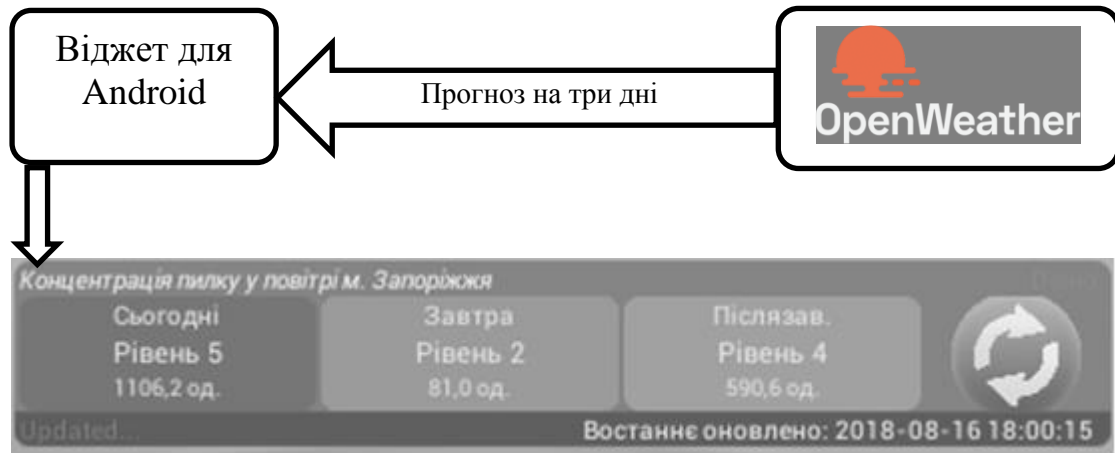 Віджет для
Android
Прогноз на три дні
OpenWeather
Концентрація пилку у повітрі м. Запоріжжя
Demo
Сьогодні
Завтра
Післязав.
Рівень 5
Рівень 2
Рівень 4
1106,2 од.
81,0 од.
590,6 од.
Updated...
Востаннє оновлено: 2018-08-16 18:00:15